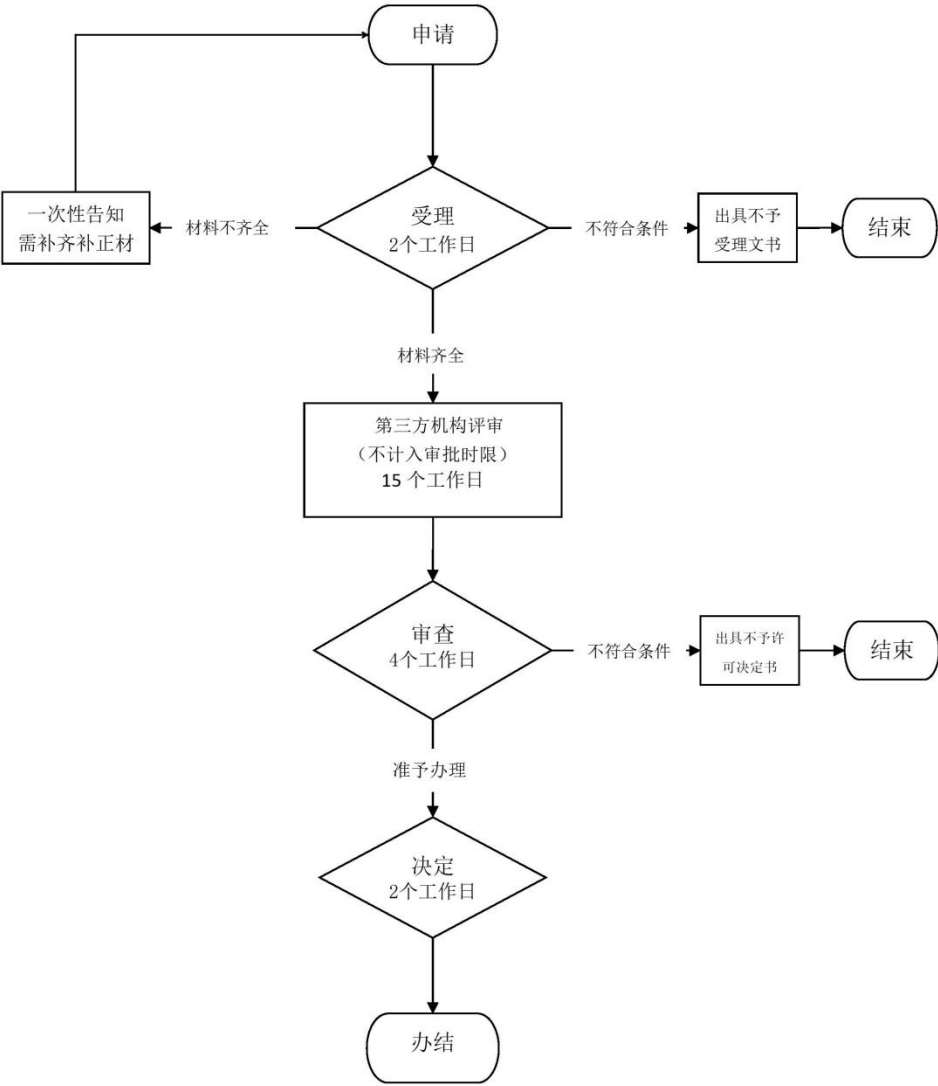 申请
一次性告知
需补齐补正材
材料不齐全
受理
2个工作日
不符合条件
出具不予
受理文书
结束
材料齐全
第三方机构评审
（不计入审批时限）
15 个工作日
审查
4个工作日
不符合条件
出具不予许
可决定书
结束
准予办理
决定
2个工作日
办结